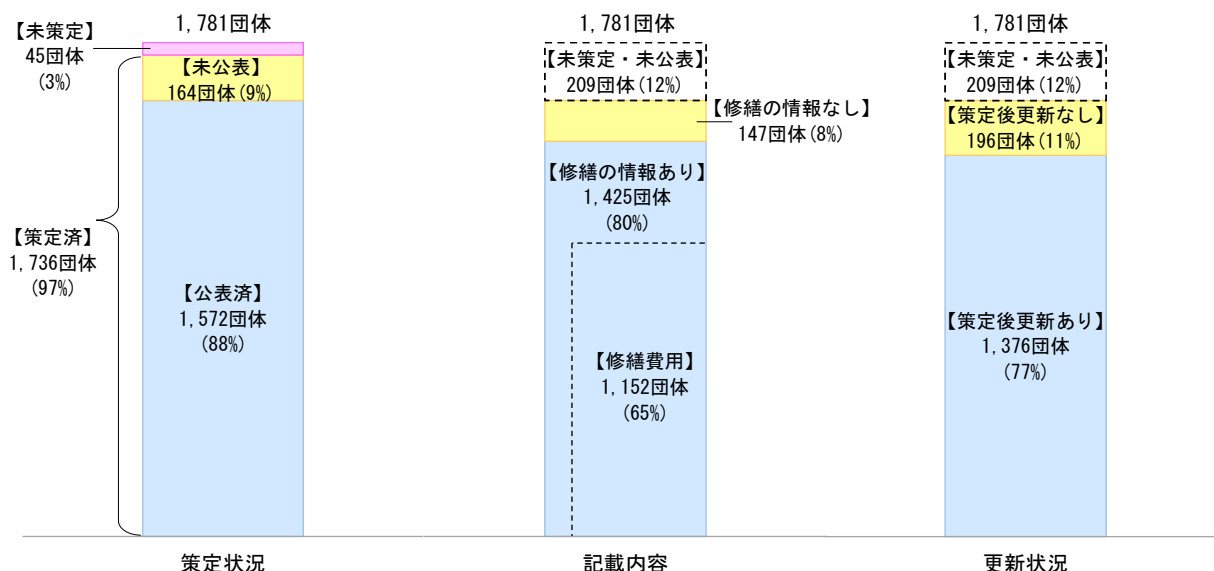 1,781団体
【未策定】
45団体
(3%)
【未公表】
164団体(9%)
【策定済】
1,736団体
(97%)
【公表済】
1,572団体
(88%)
策定状況
1,781団体
【未策定・未公表】
209団体(12%)
【修繕の情報なし】
147団体(8%)
【修繕の情報あり】
1,425団体
(80%)
【修繕費用】
1,152団体
(65%)
記載内容
1,781団体
【未策定・未公表】
209団体(12%)
【策定後更新なし】
196団体(11%)
【策定後更新あり】
1,376団体
(77%)
更新状況